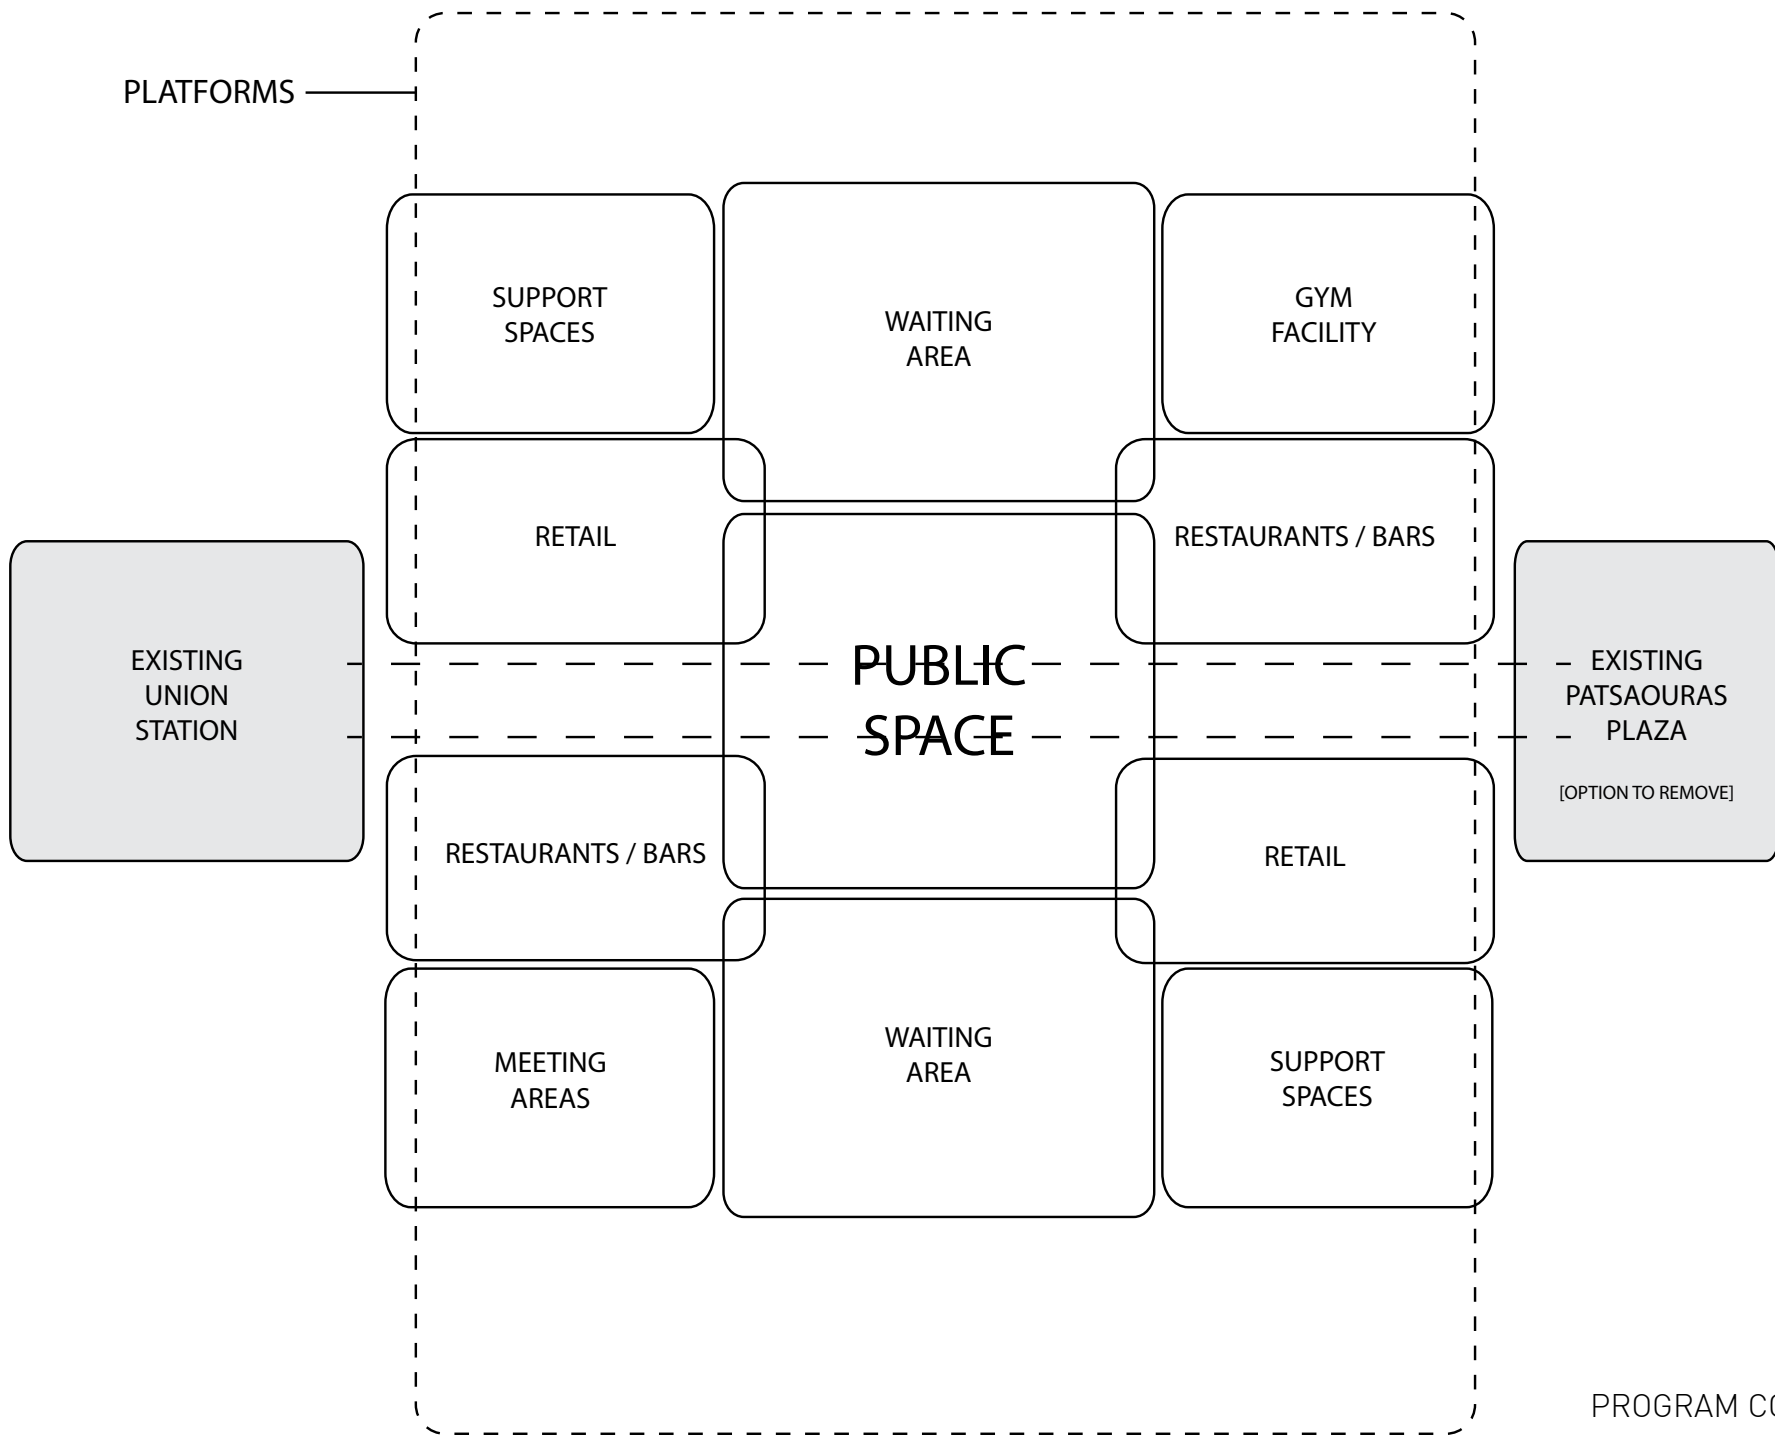 PLATFORMS
SUPPORT
SPACES
WAITING
AREA
GYM
FACILITY
RETAIL
RESTAURANTS / BARS
EXISTING
UNION
STATION
PUBLIC
SPACE
EXISTING
PATSAOURAS
PLAZA
[OPTION TO REMOVE]
RESTAURANTS / BARS
RETAIL
MEETING
AREAS
WAITING
AREA
SUPPORT
SPACES
PROGRAM